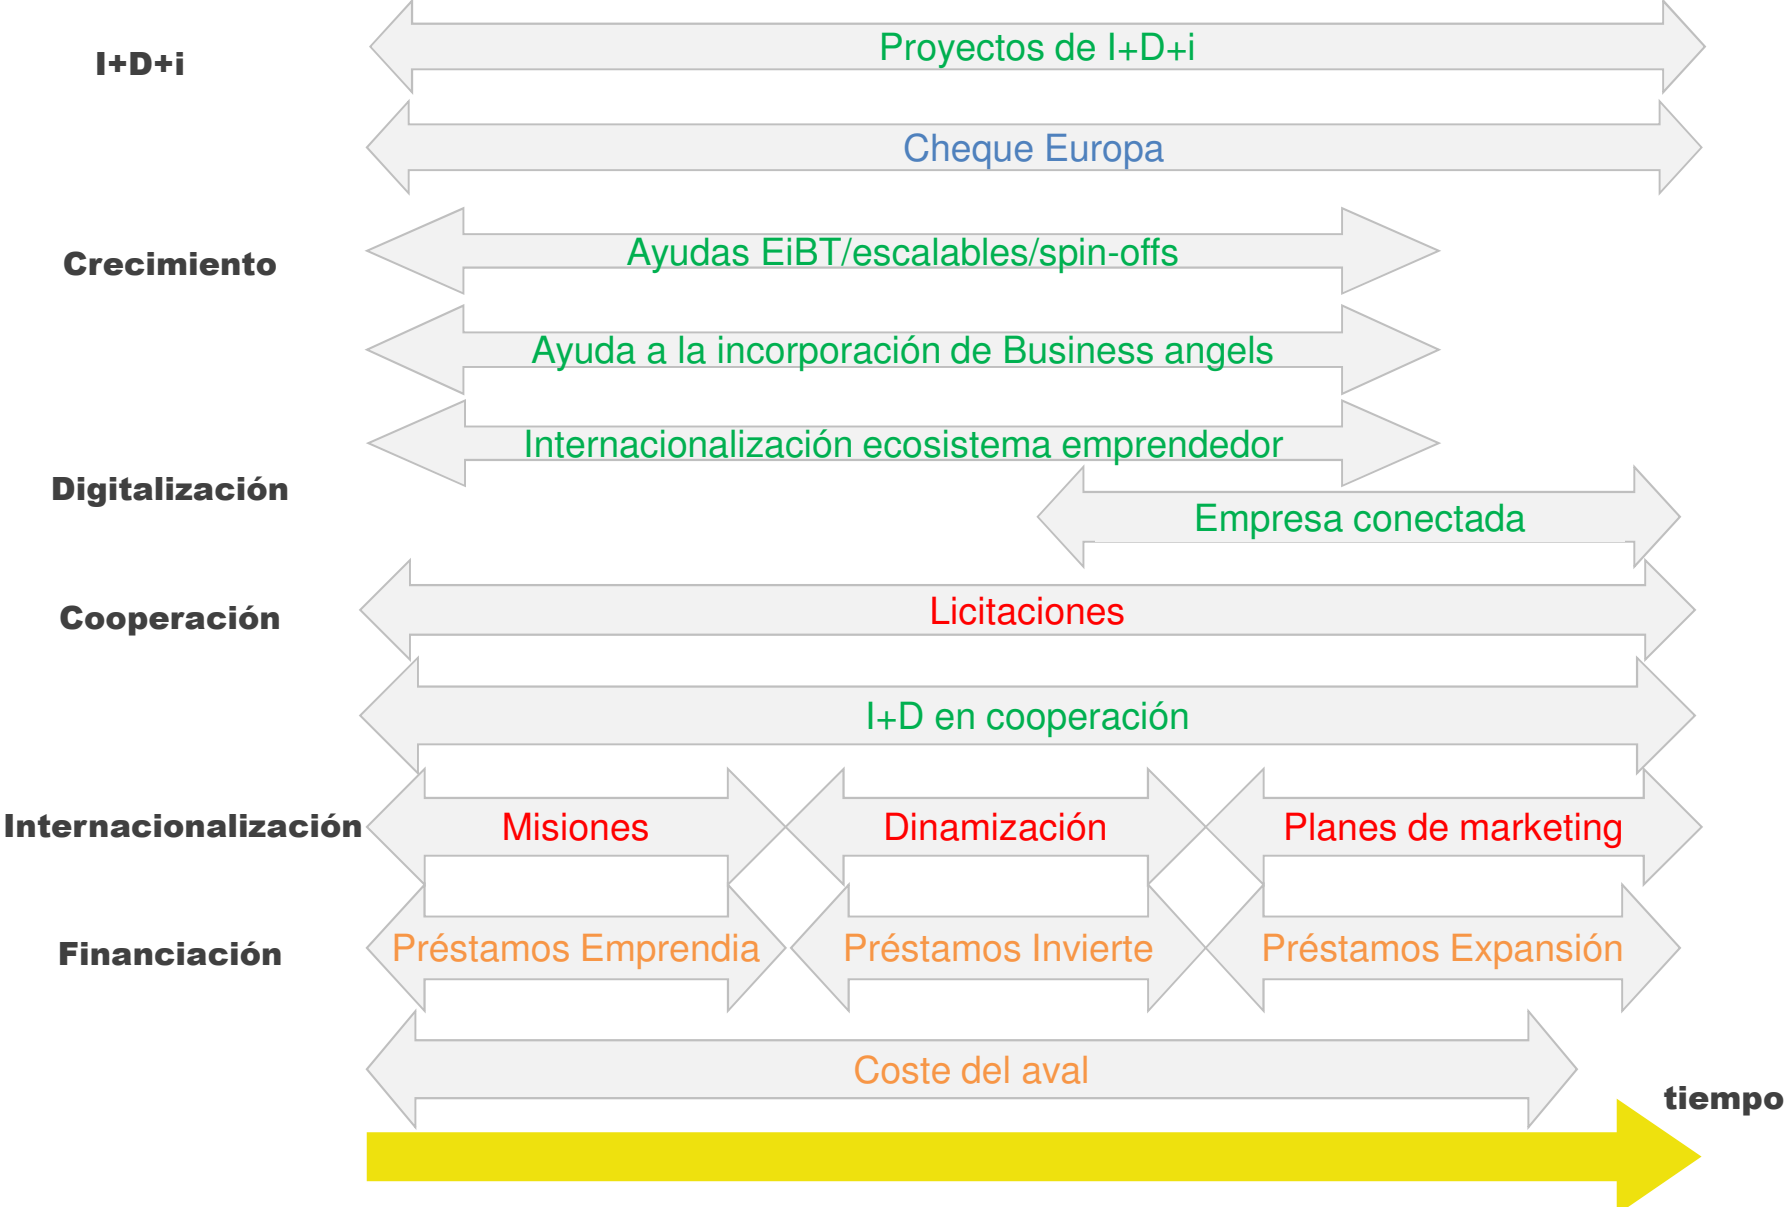 I+D+i
Proyectos de I+D+i
Cheque Europa
Crecimiento
Ayudas EiBT/escalables/spin-offs
Ayuda a la incorporación de Business angels
Internacionalización ecosistema emprendedor
Digitalización
Empresa conectada
Cooperación
Licitaciones
I+D en cooperación
Internacionalización
Misiones
Dinamización
Planes de marketing
Financiación
Préstamos Emprendia
Préstamos Invierte
Préstamos Expansión
Coste del aval
tiempo